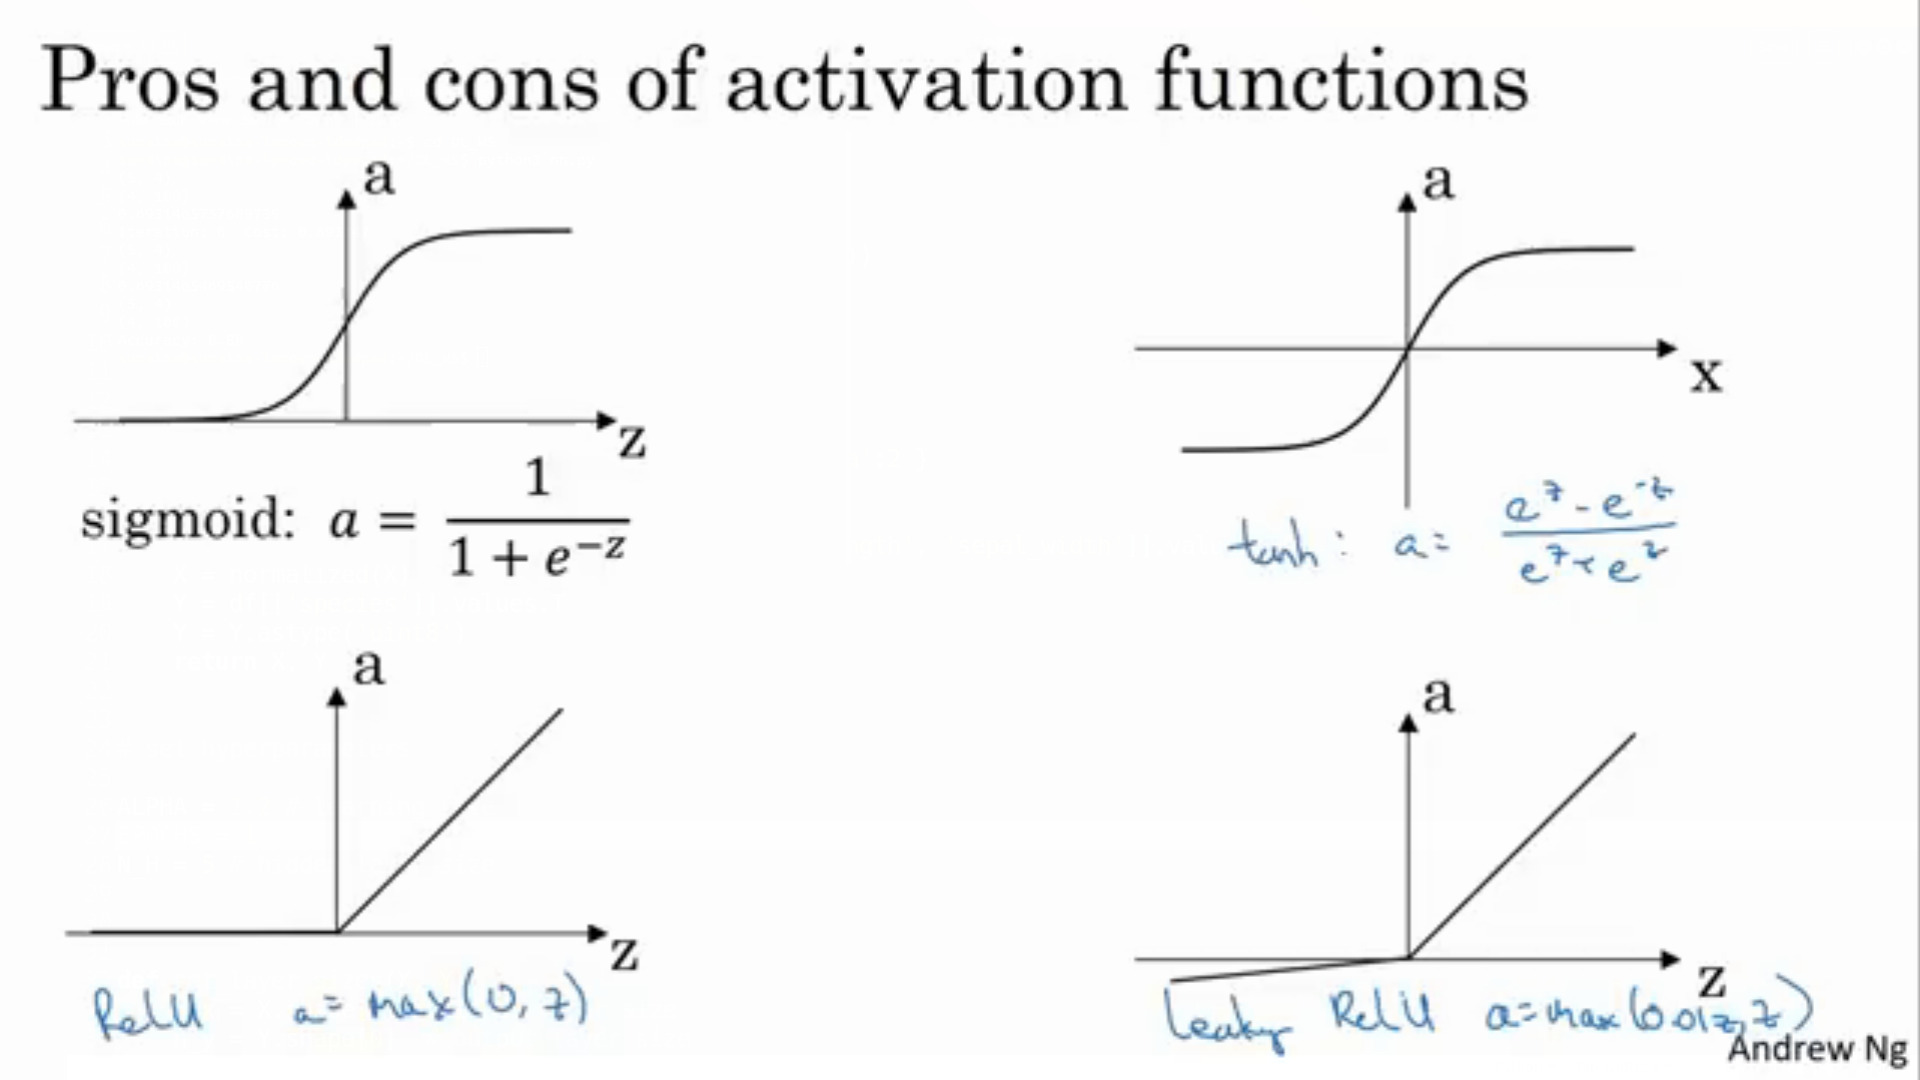 Pros and cons of activation functions
a
z
sigmoid: a = 1 / (1 + e^{-z})
a
x
tanh: a = (e^z - e^{-z}) / (e^z + e^z)
a
z
ReLU a = max(0, z)
a
z
Leaky ReLU a = max(0.01z, z)
Andrew Ng